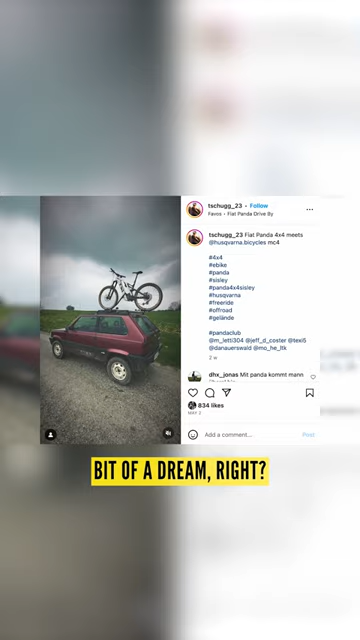 tschugg_23 • Follow
Favos • Fiat Panda Drive By
tschugg_23 Fiat Panda 4x4 meets
@husqvarna.bicycles mc4
#4x4
#ebike
#panda
#sisley
#panda4x4sisley
#husqvarna
#freeride
#offroad
#gelände
#pandaclub
@m_letti304 @jeff_d_coster @texi5
@danauerswald @mo_he_ltk
2 w
dhx_jonas Mit panda kommt mann
834 likes
MAY 2
Add a comment...
Post
BIT OF A DREAM, RIGHT?